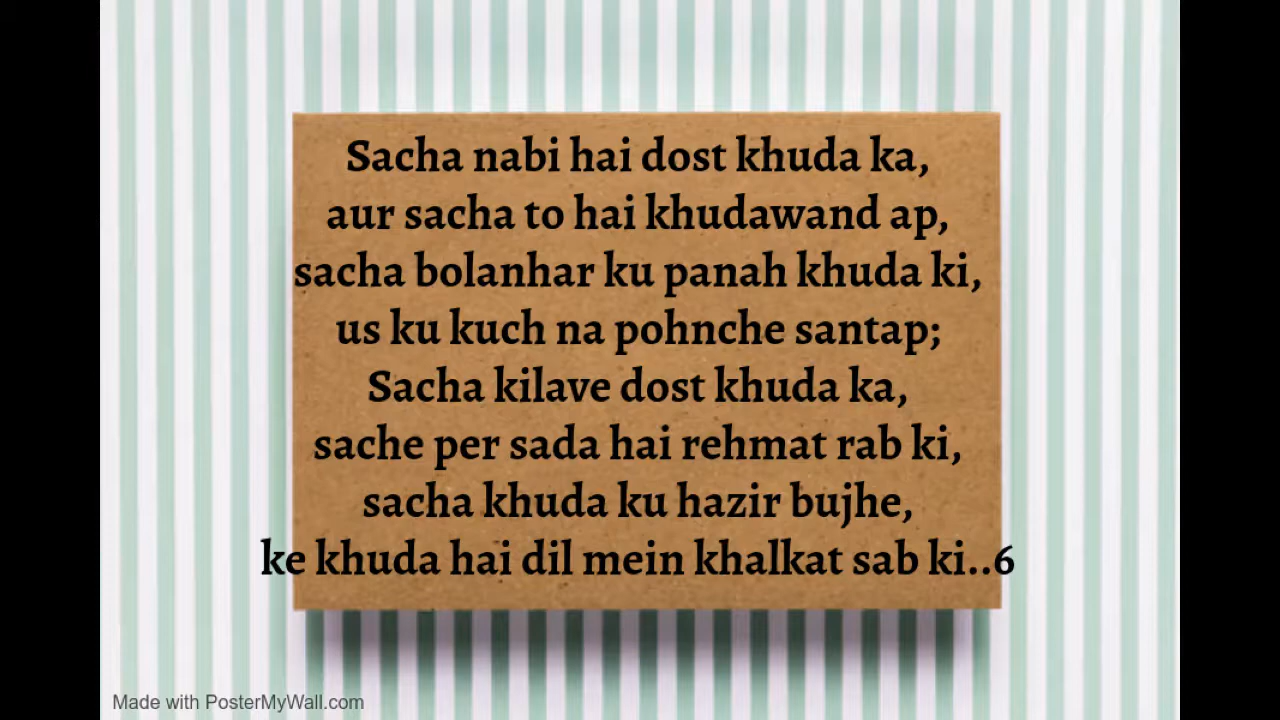 Sacha nabi hai dost khuda ka,
aur sacha to hai khudawand ap,
sacha bolanhar ku panah khuda ki,
us ku kuch na pohnche santap;
Sacha kilave dost khuda ka,
sache per sada hai rehmat rab ki,
sacha khuda ku hazir bujhe,
ke khuda hai dil mein khalkat sab ki..6
Made with PosterMyWall.com